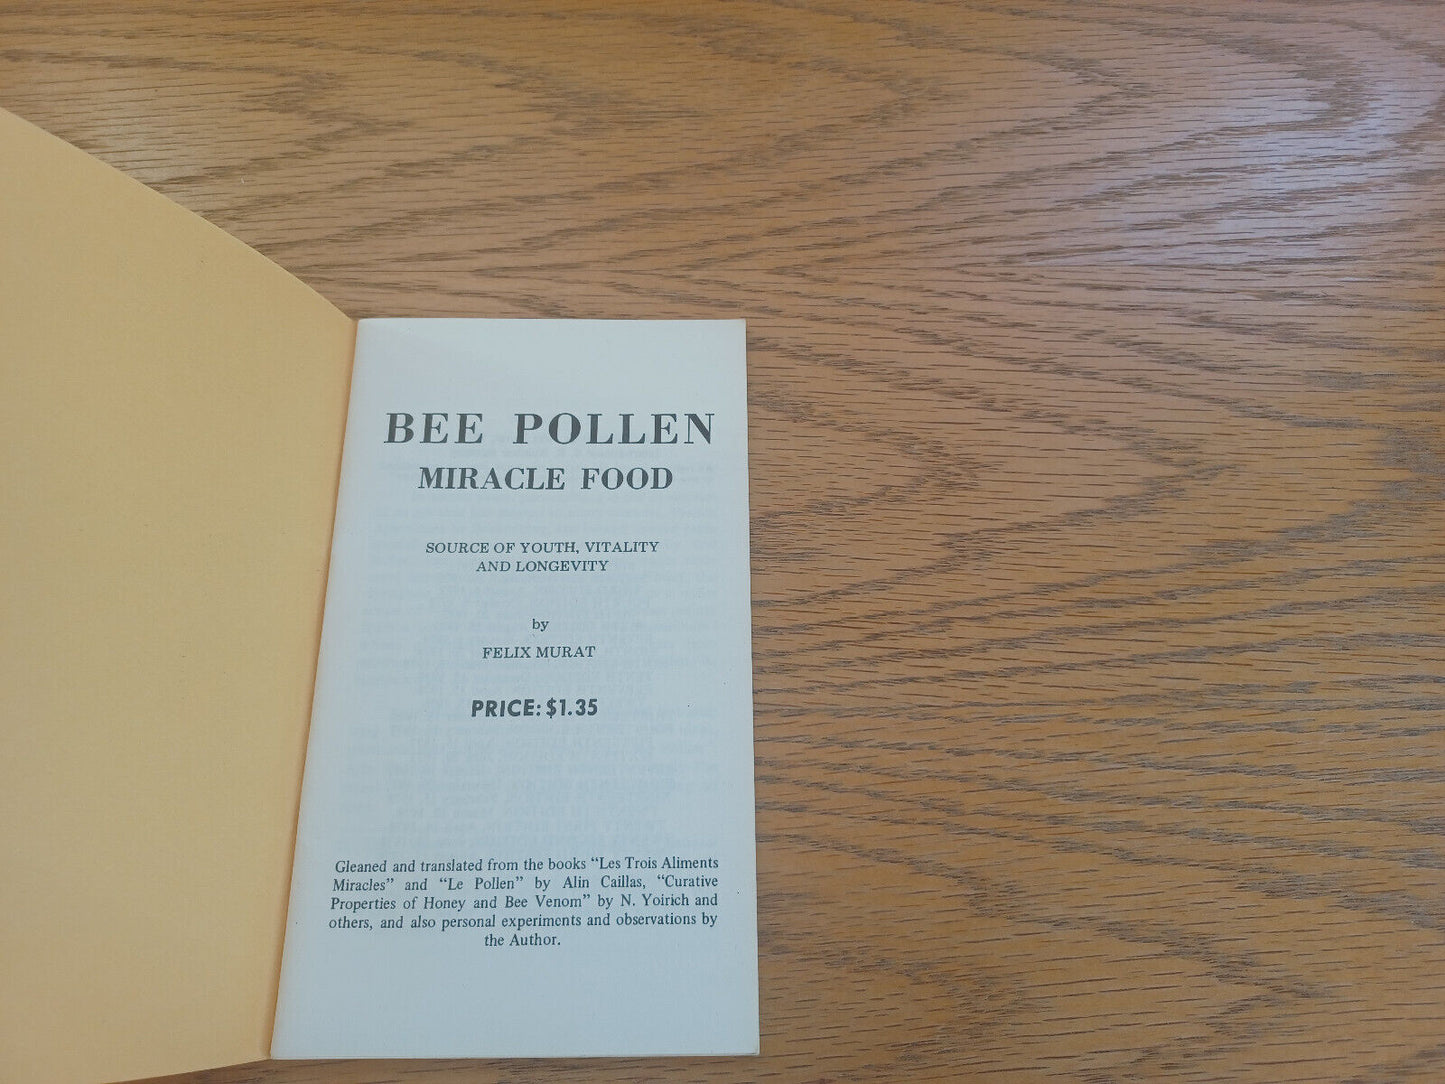 BEE POLLEN
MIRACLE FOOD
SOURCE OF YOUTH, VITALITY
AND LONGEVITY
by
FELIX MURAT
PRICE: $1.35
Gleaned and translated from the books “Les Trois Aliments
Miracles” and “Le Pollen” by Alin Caillas, “Curative
Properties of Honey and Bee Venom” by N. Yoirich and
others, and also personal experiments and observations by
the Author.